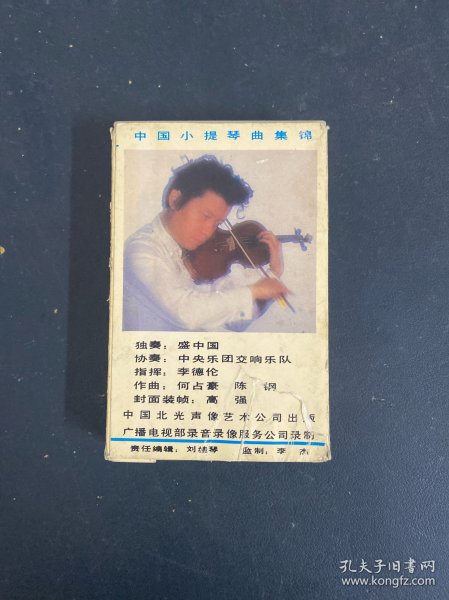 中国小提琴曲集锦
独奏：盛中国
协奏：中央乐团交响乐队
指挥：李德伦
作曲：何占豪 陈钢
封面装帧：高强
中国北光声像艺术公司出版
广播电视部录音录像服务公司录制
责任编辑：刘洁琴 监制：李杰
孔夫子旧书网
www.kongfz.com